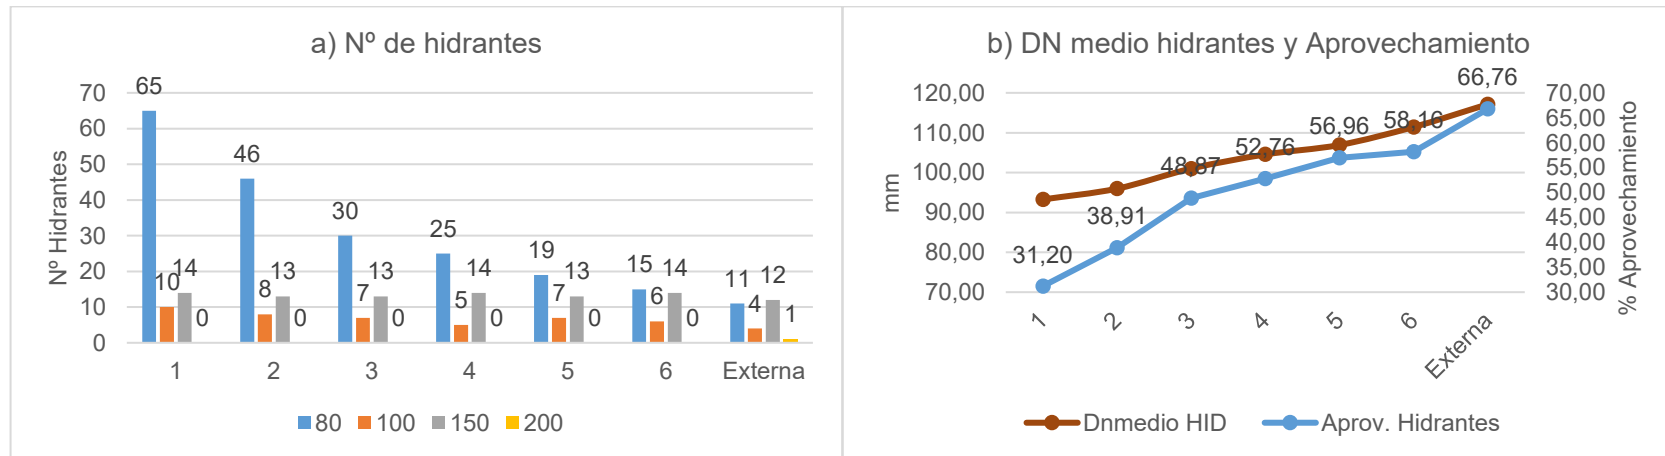 a) Nº de hidrantes
Nº Hidrantes
70
60
50
40
30
20
10
0
65 10 14 0
46 8 13 0
30 7 13 0
25 5 14 0
19 7 13 0
15 6 14 0
11 4 12 1
1 2 3 4 5 6 Externa
80 100 150 200
b) DN medio hidrantes y Aprovechamiento
mm
120,00
110,00
100,00
90,00
80,00
70,00
31,20
38,91
48,87
52,76
56,96
58,16
66,76
70,00
65,00
60,00
55,00
50,00
45,00
40,00
35,00
30,00
% Aprovechamiento
1 2 3 4 5 6 Externa
Dnmedio HID Aprov. Hidrantes